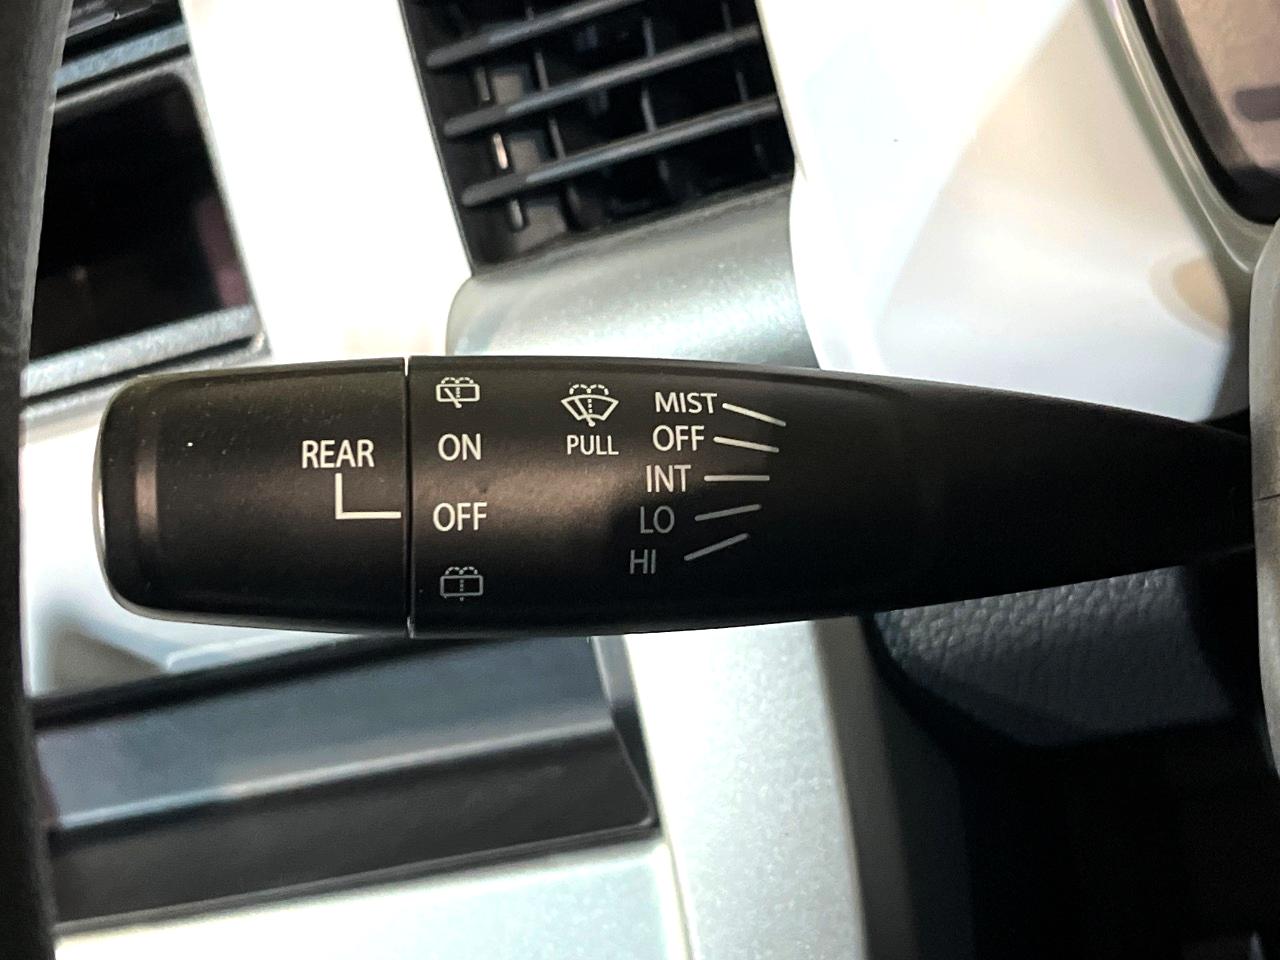 REAR
ON
OFF
PULL
MIST
OFF
INT
LO
HI